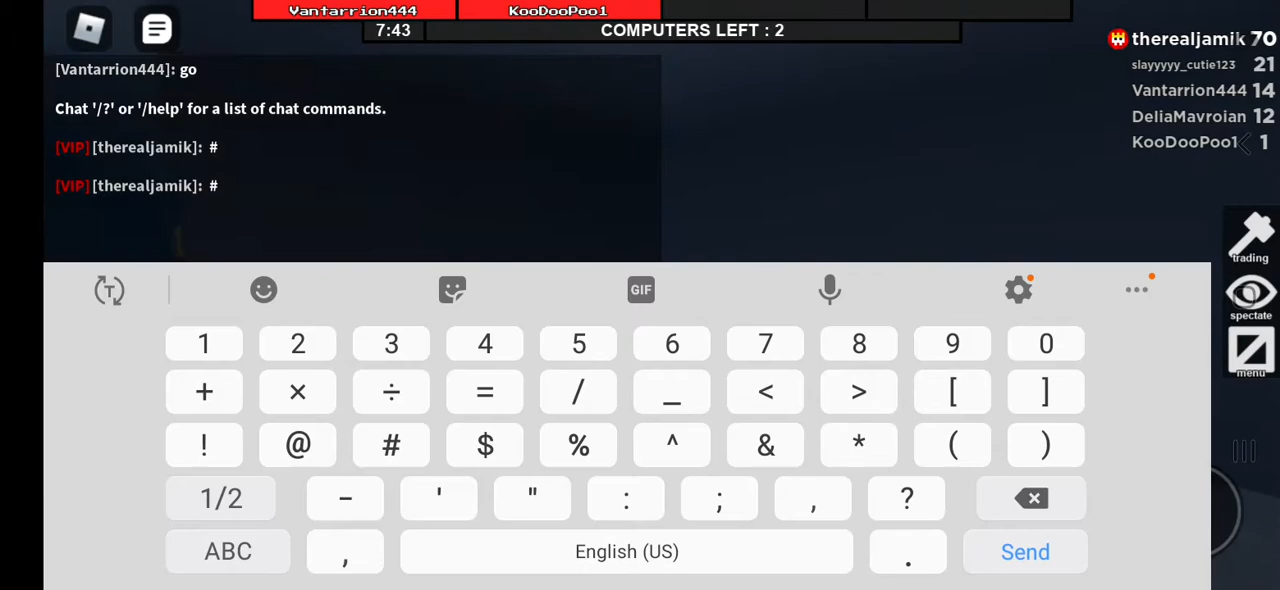 Vantarrion444 KooDooPoo1
7:43 COMPUTERS LEFT : 2
therealjamik 70
slayyyyy_cutie123 21
Vantarrion444 14
DeliaMavroian 12
KooDooPoo1 1
[Vantarrion444]: go
Chat '/?' or '/help' for a list of chat commands.
[VIP][therealjamik]: #
[VIP][therealjamik]: #
trading
spectate
menu
T GIF
1 2 3 4 5 6 7 8 9 0
+ × ÷ = / _ < > [ ]
! @ # $ % ^ & * ( )
1/2 - ' " : ; , ?
ABC , English (US) . Send